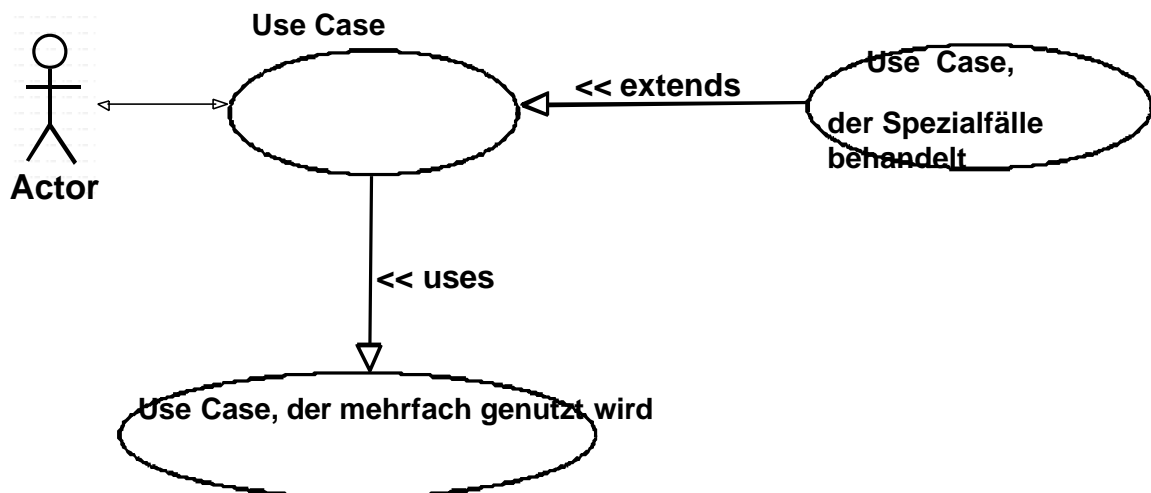 Use Case
<< extends
Use Case,
der Spezialfälle
behandelt
Actor
<< uses
Use Case, der mehrfach genutzt wird